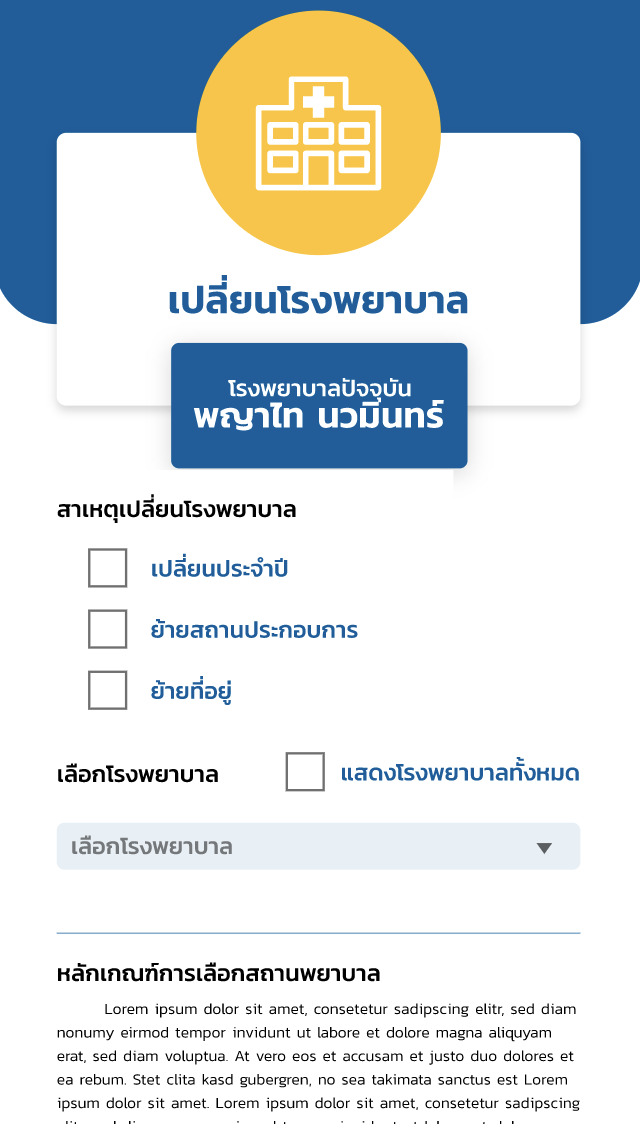 เปลี่ยนโรงพยาบาล
โรงพยาบาลปัจจุบัน
พญาไท นวมินทร์
สาเหตุเปลี่ยนโรงพยาบาล
เปลี่ยนประจำปี
ย้ายสถานประกอบการ
ย้ายที่อยู่
เลือกโรงพยาบาล
แสดงโรงพยาบาลทั้งหมด
เลือกโรงพยาบาล
หลักเกณฑ์การเลือกสถานพยาบาล
Lorem ipsum dolor sit amet, consetetur sadipscing elitr, sed diam
nonumy eirmod tempor invidunt ut labore et dolore magna aliquyam
erat, sed diam voluptua. At vero eos et accusam et justo duo dolores et
ea rebum. Stet clita kasd gubergren, no sea takimata sanctus est Lorem
ipsum dolor sit amet. Lorem ipsum dolor sit amet, consetetur sadipscing